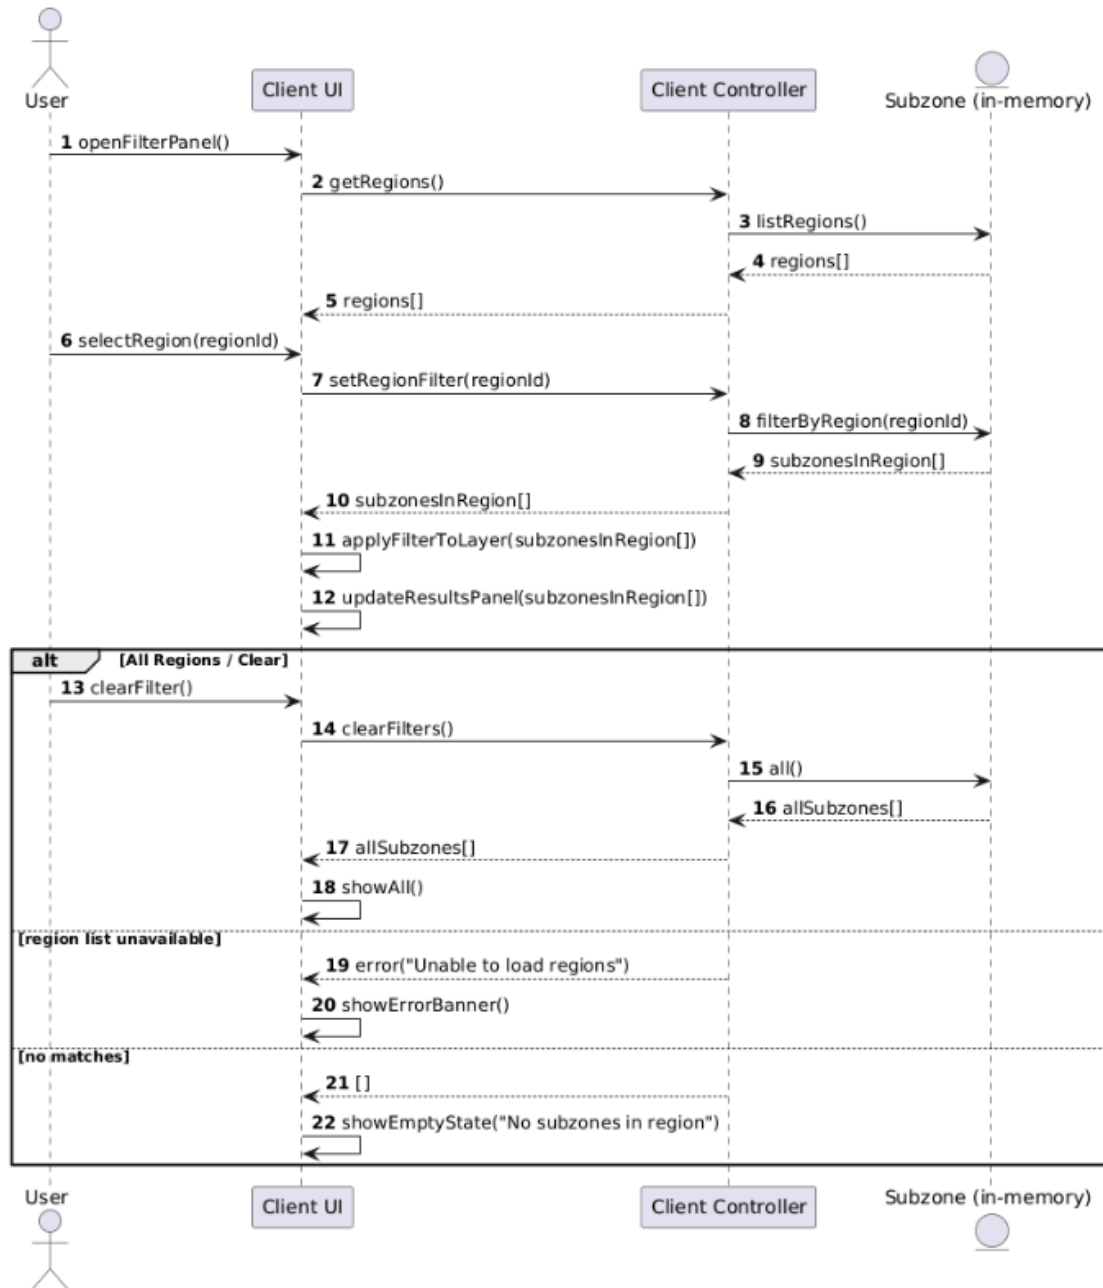 User
Client UI
Client Controller
Subzone (in-memory)
1 openFilterPanel()
2 getRegions()
3 listRegions()
4 regions[]
5 regions[]
6 selectRegion(regionId)
7 setRegionFilter(regionId)
8 filterByRegion(regionId)
9 subzonesInRegion[]
10 subzonesInRegion[]
11 applyFilterToLayer(subzonesInRegion[])
12 updateResultsPanel(subzonesInRegion[])
alt [All Regions / Clear]
13 clearFilter()
14 clearFilters()
15 all()
16 allSubzones[]
17 allSubzones[]
18 showAll()
[region list unavailable]
19 error("Unable to load regions")
20 showErrorBanner()
[no matches]
21 []
22 showEmptyState("No subzones in region")
User
Client UI
Client Controller
Subzone (in-memory)